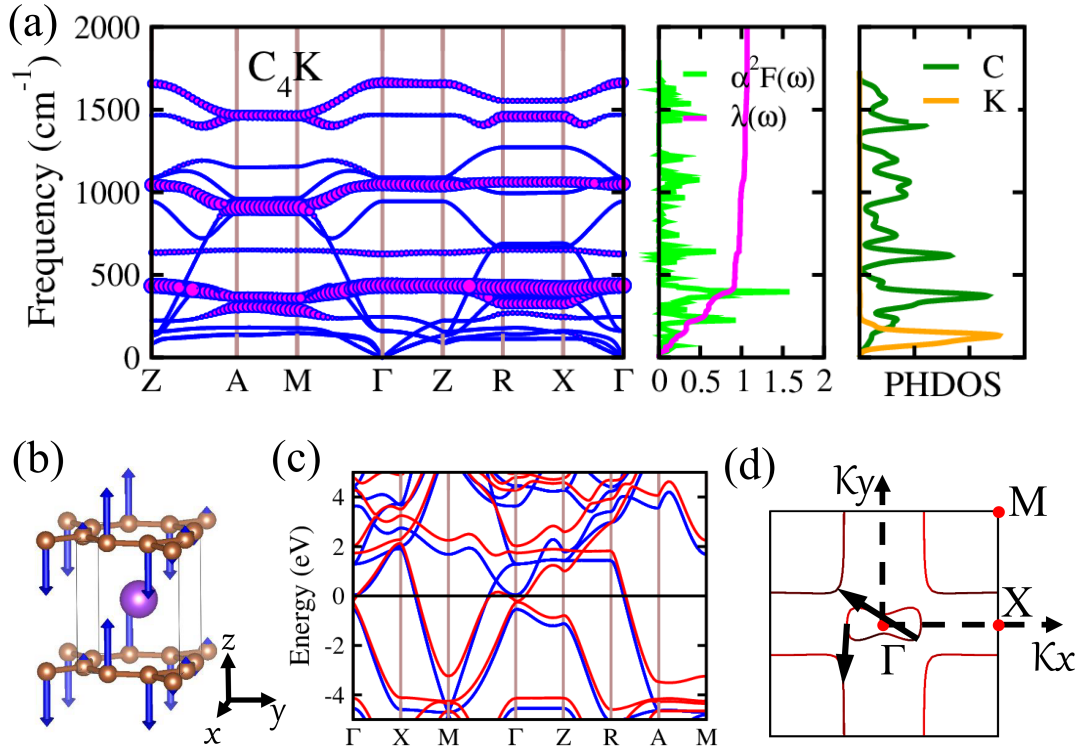 (a)
2000
1500
1000
500
0
Frequency (cm⁻¹)
C₄K
Z A M Γ Z R X Γ
α²F(ω)
λ(ω)
0 0.5 1 1.5 2
C
K
PHDOS
(b)
z
y
x
(c)
4
2
0
-2
-4
Energy (eV)
Γ X M Γ Z R A M
(d)
Ky
M
X
Γ
Kx